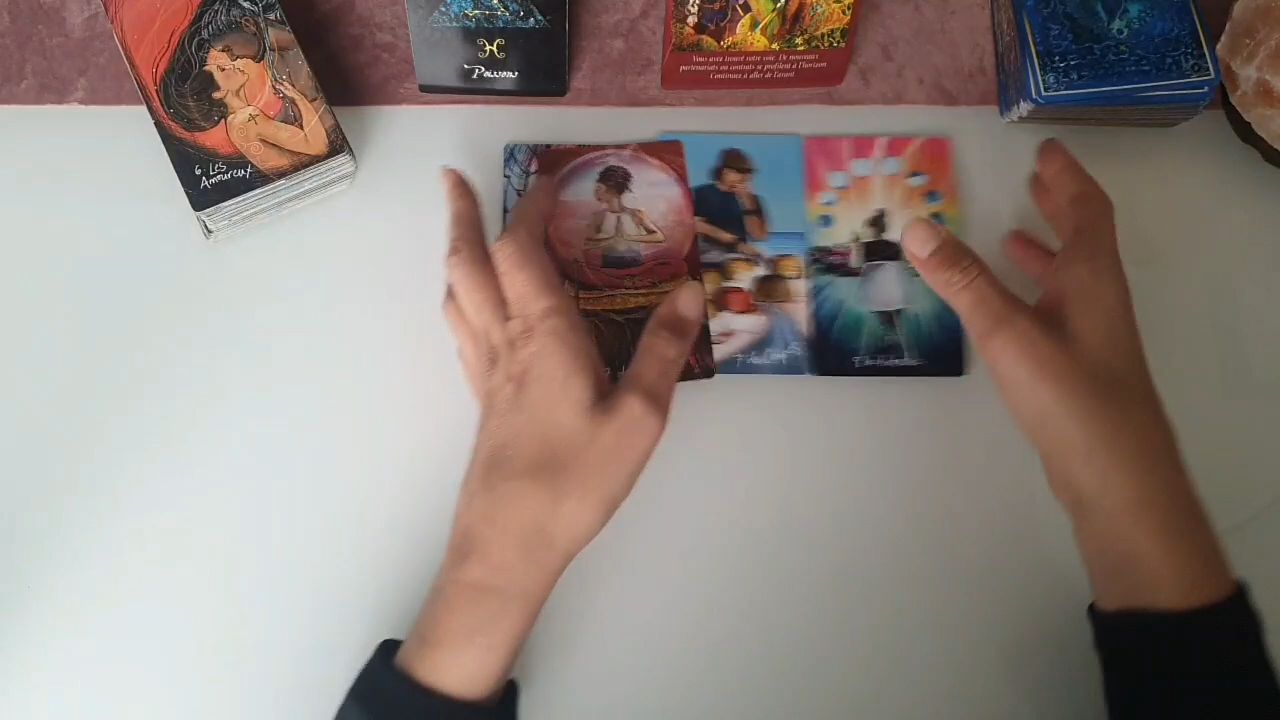 6. Les
Amoureux
Poissons
Vous avez trouvé votre voie. De nouveaux
partenariats ou contrats se profilent à l'horizon
Continuez à aller de l'avant.